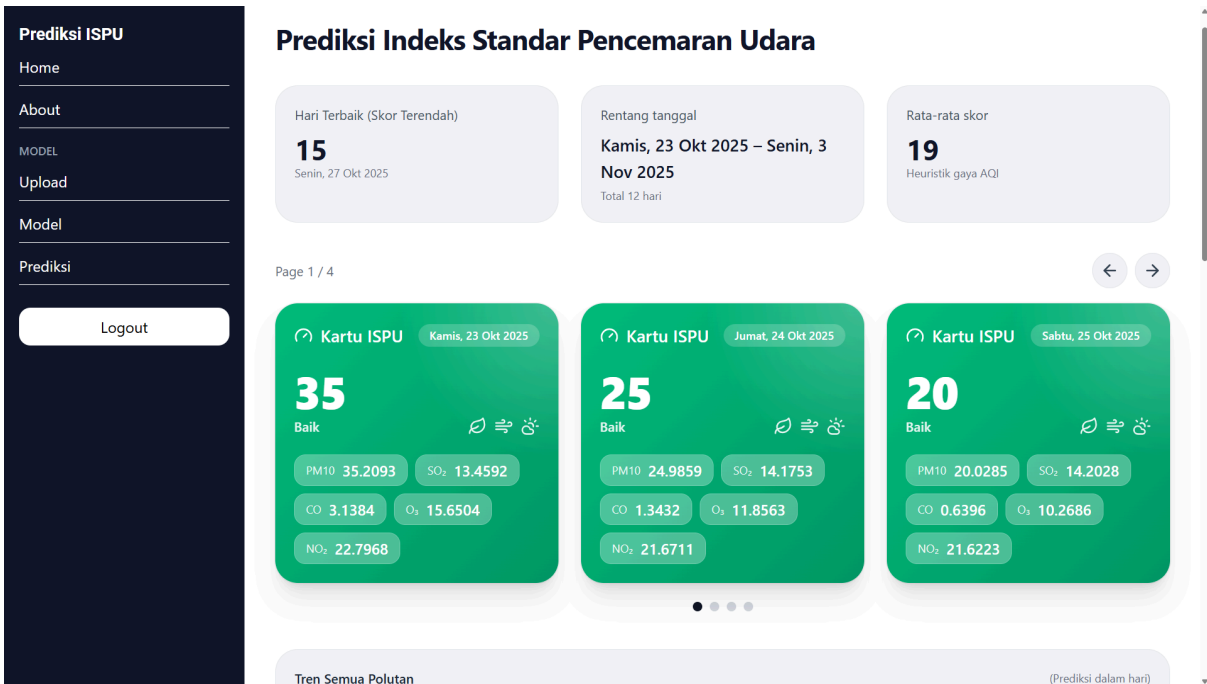 Prediksi ISPU
Home
About
MODEL
Upload
Model
Prediksi
Logout
Prediksi Indeks Standar Pencemaran Udara
Hari Terbaik (Skor Terendah)
15
Senin, 27 Okt 2025
Rentang tanggal
Kamis, 23 Okt 2025 – Senin, 3
Nov 2025
Total 12 hari
Rata-rata skor
19
Heuristik gaya AQI
Page 1 / 4
Kartu ISPU
Kamis, 23 Okt 2025
35
Baik
PM10 35.2093
SO₂ 13.4592
CO 3.1384
O₃ 15.6504
NO₂ 22.7968
Kartu ISPU
Jumat, 24 Okt 2025
25
Baik
PM10 24.9859
SO₂ 14.1753
CO 1.3432
O₃ 11.8563
NO₂ 21.6711
Kartu ISPU
Sabtu, 25 Okt 2025
20
Baik
PM10 20.0285
SO₂ 14.2028
CO 0.6396
O₃ 10.2686
NO₂ 21.6223
Tren Semua Polutan
(Prediksi dalam hari)